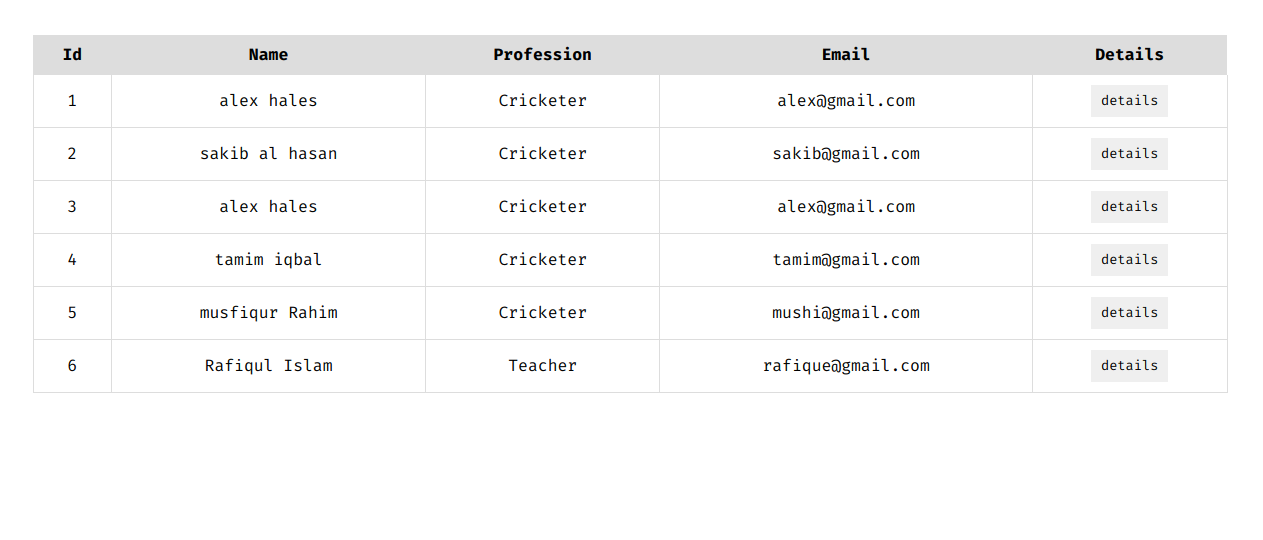 Id Name Profession Email Details
1 alex hales Cricketer alex@gmail.com details
2 sakib al hasan Cricketer sakib@gmail.com details
3 alex hales Cricketer alex@gmail.com details
4 tamim iqbal Cricketer tamim@gmail.com details
5 musfiqur Rahim Cricketer mushi@gmail.com details
6 Rafiqul Islam Teacher rafique@gmail.com details